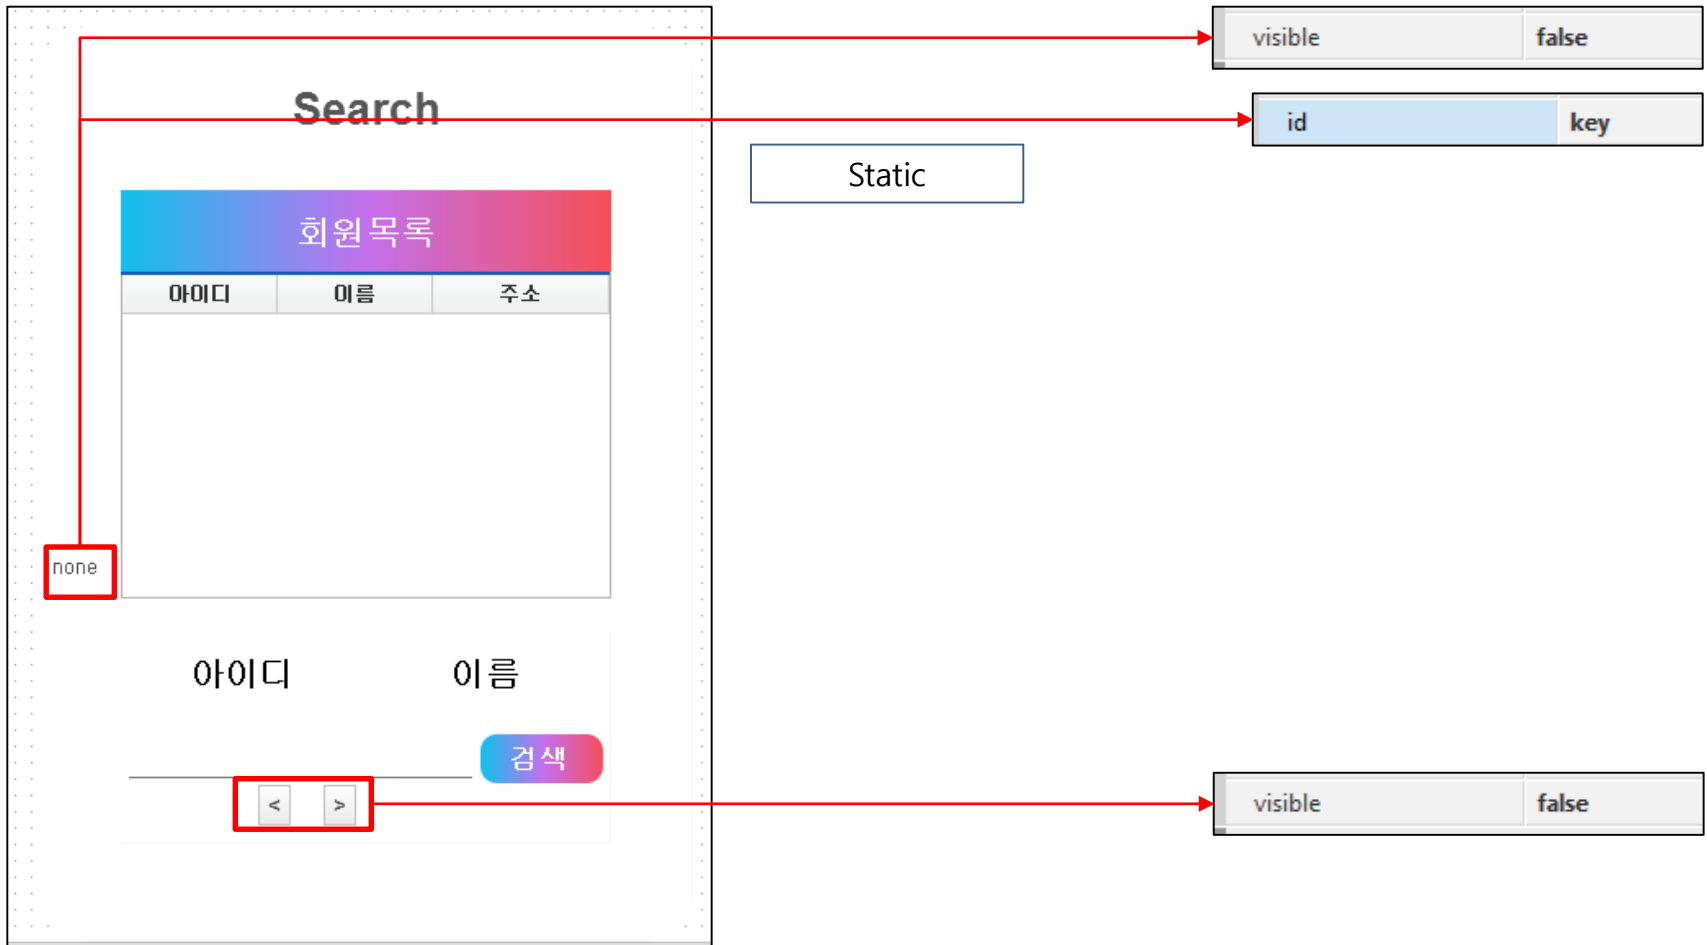 visible false
Search
id key
Static
회원목록
아이디 이름 주소
none
아이디 이름
검색
< >
visible false